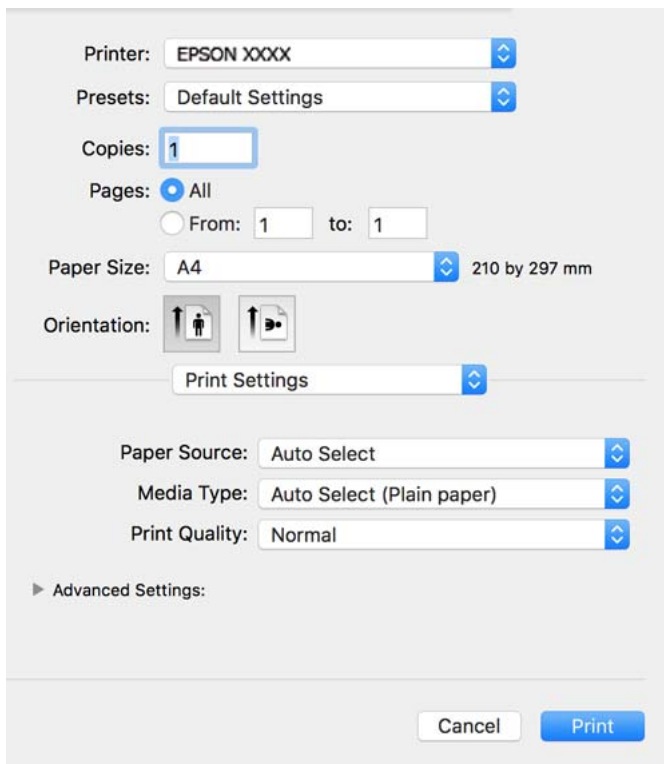 Printer: EPSON XXXX
Presets: Default Settings
Copies: 1
Pages: All
From: 1 to: 1
Paper Size: A4 210 by 297 mm
Orientation:
Print Settings
Paper Source: Auto Select
Media Type: Auto Select (Plain paper)
Print Quality: Normal
Advanced Settings:
Cancel Print